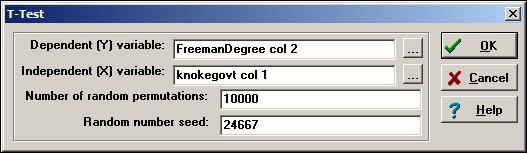 T-Test
Dependent (Y) variable: FreemanDegree col 2 ... OK
Independent (X) variable: knokegovt col 1 ... Cancel
Number of random permutations: 10000 Help
Random number seed: 24667